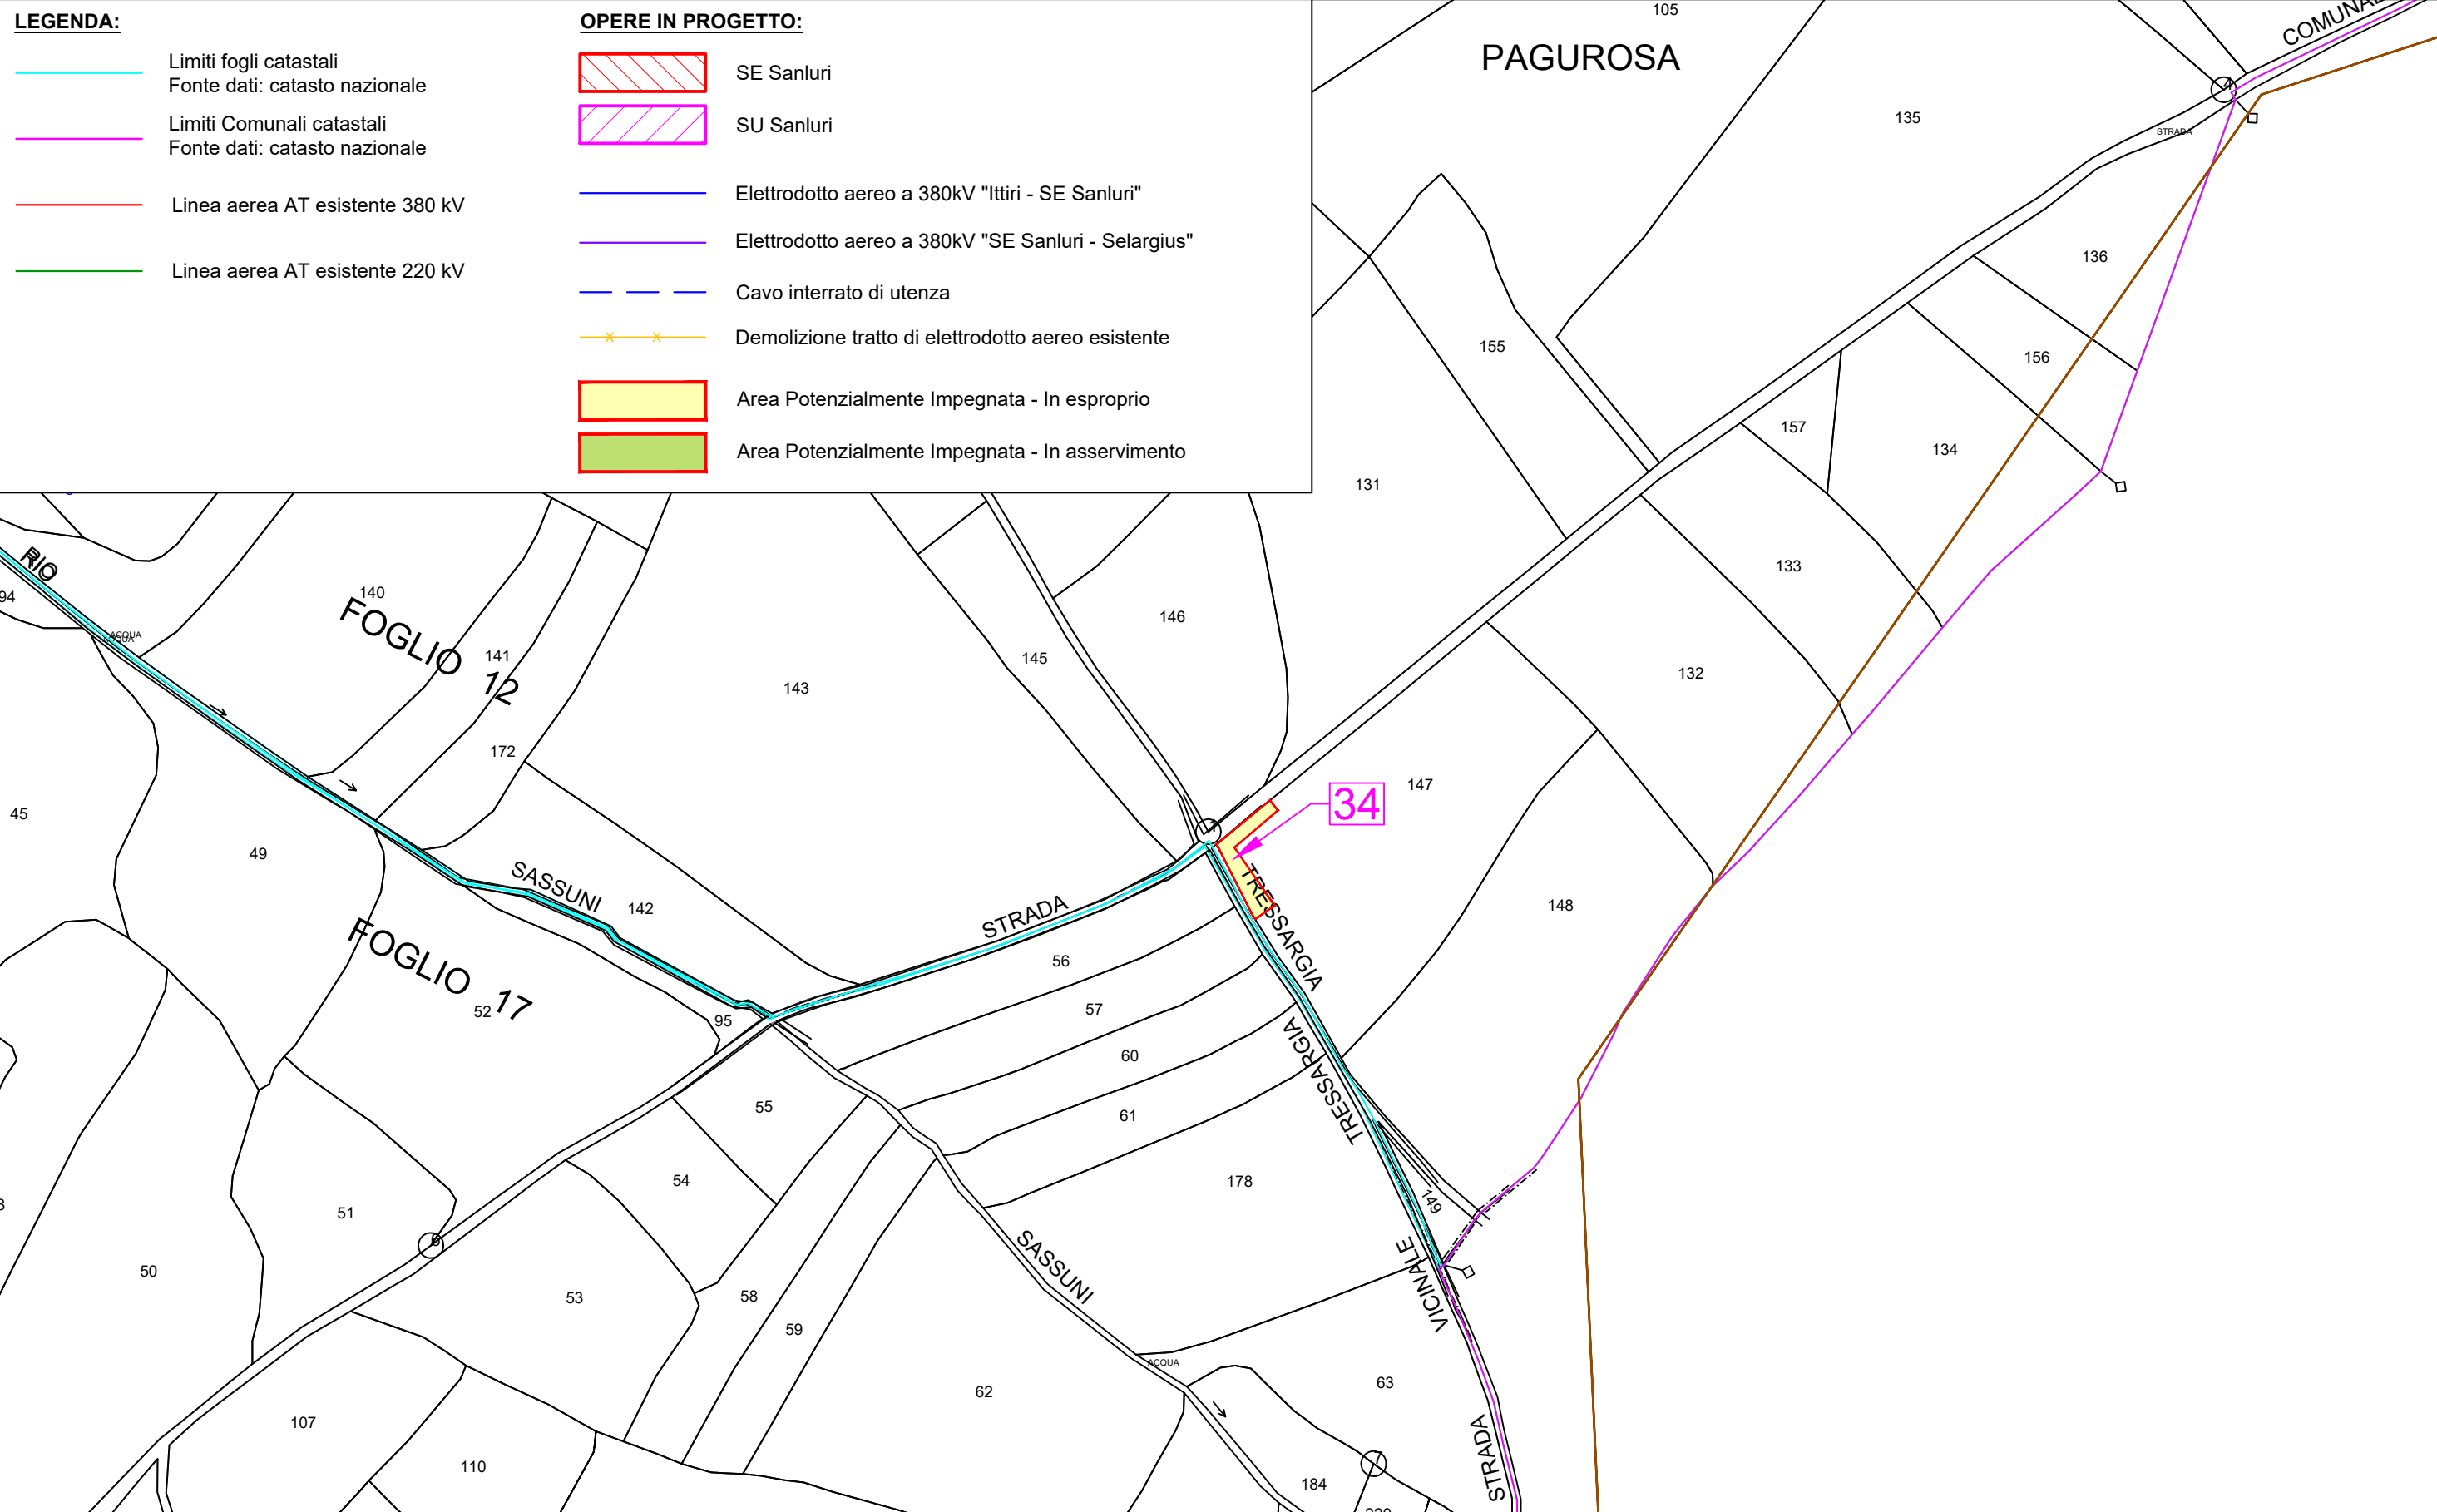 LEGENDA:
Limiti fogli catastali
Fonte dati: catasto nazionale
Limiti Comunali catastali
Fonte dati: catasto nazionale
Linea aerea AT esistente 380 kV
Linea aerea AT esistente 220 kV
OPERE IN PROGETTO:
SE Sanluri
SU Sanluri
Elettrodotto aereo a 380kV "Ittiri - SE Sanluri"
Elettrodotto aereo a 380kV "SE Sanluri - Selargius"
Cavo interrato di utenza
x x
Demolizione tratto di elettrodotto aereo esistente
Area Potenzialmente Impegnata - In esproprio
Area Potenzialmente Impegnata - In asservimento
105
PAGUROSA
COMUNALE
4
135
STRADA
136
155
156
157
134
131
133
RIO
94
ACQUA
140
FOGLIO 12
141
146
145
143
132
172
147
34
45
49
SASSUNI
142
STRADA
TRESSARGIA
148
FOGLIO 17
52
56
57
95
60
TRESSARGIA
55
61
54
178
149
51
6
50
53
58
59
SASSUNI
VICINALE
ACQUA
62
63
107
110
STRADA
7
184